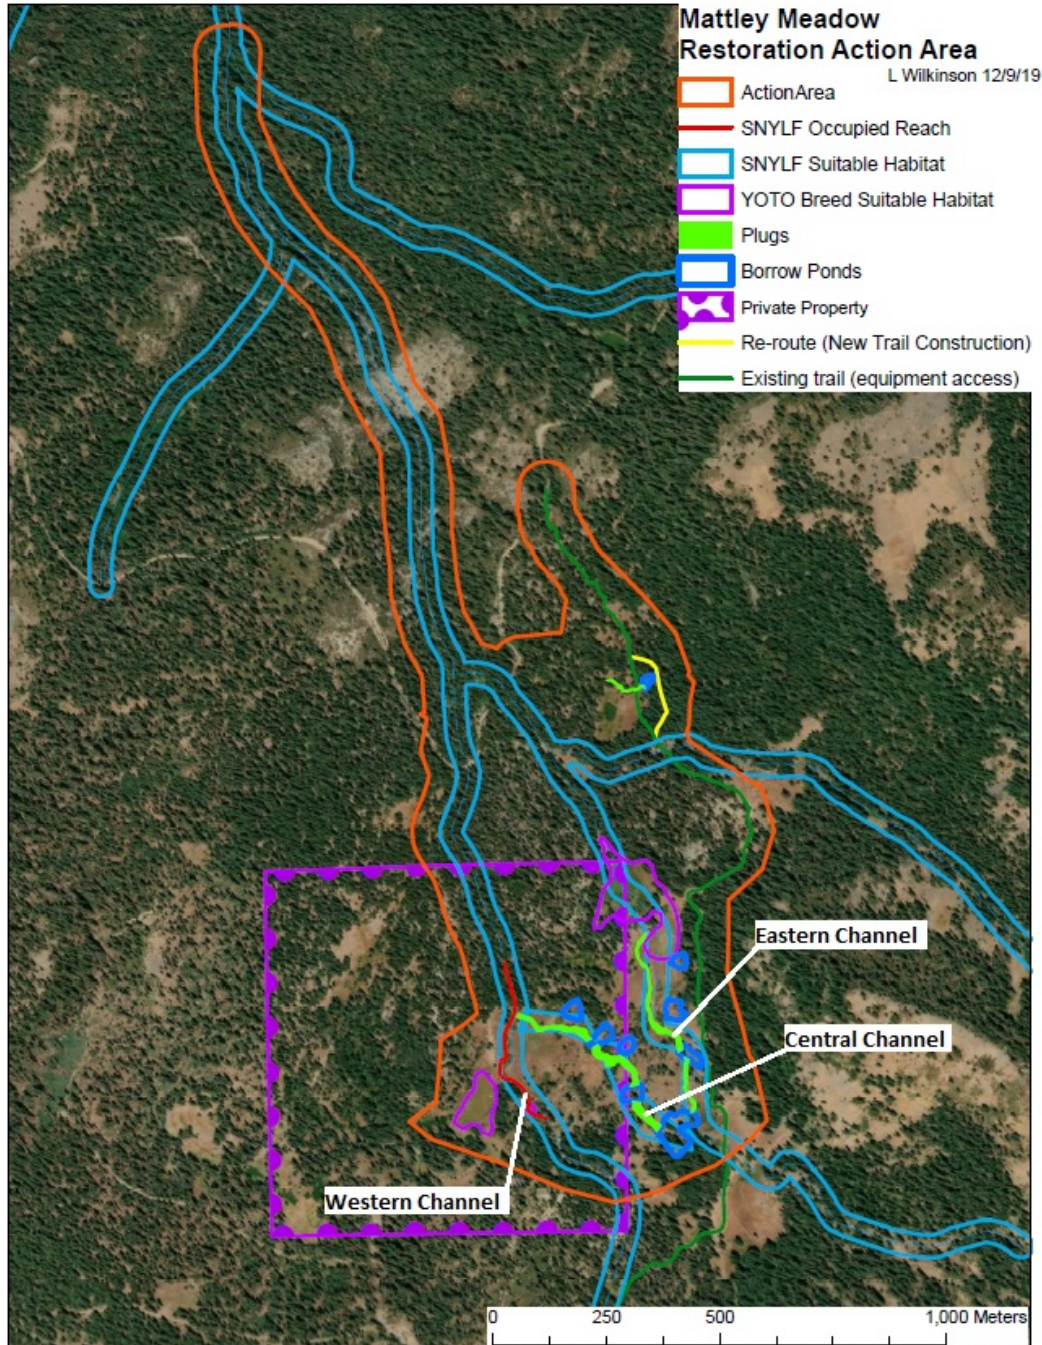 Mattley Meadow
Restoration Action Area
L Wilkinson 12/9/19
ActionArea
SNYLF Occupied Reach
SNYLF Suitable Habitat
YOTO Breed Suitable Habitat
Plugs
Borrow Ponds
Private Property
Re-route (New Trail Construction)
Existing trail (equipment access)
Eastern Channel
Central Channel
Western Channel
0 250 500 1,000 Meters